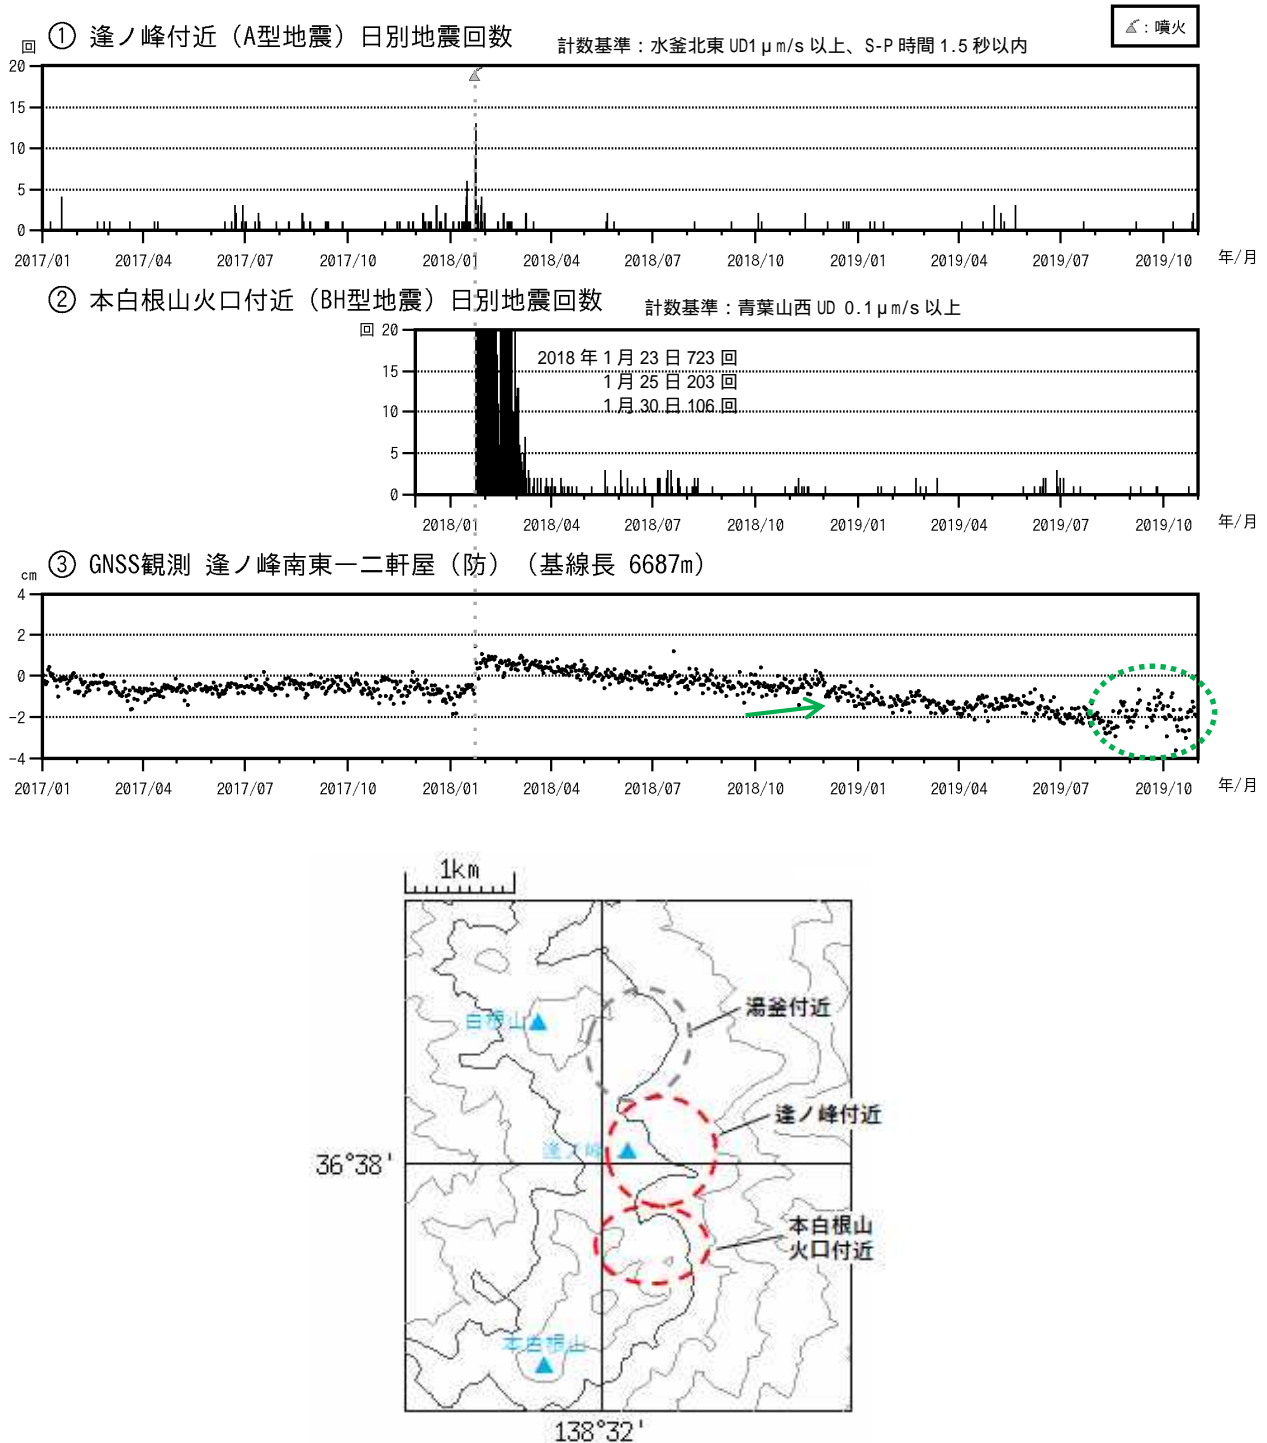 ：噴火
① 逢ノ峰付近（A型地震）日別地震回数
計数基準：水釜北東 UD1μm/s 以上、S-P 時間 1.5 秒以内
回
20
15
10
5
0
2017/01 2017/04 2017/07 2017/10 2018/01 2018/04 2018/07 2018/10 2019/01 2019/04 2019/07 2019/10 年/月
② 本白根山火口付近（BH型地震）日別地震回数
計数基準：青葉山西 UD 0.1μm/s 以上
回 20
15
10
5
0
2018 年 1 月 23 日 723 回
1 月 25 日 203 回
1 月 30 日 106 回
2018/01 2018/04 2018/07 2018/10 2019/01 2019/04 2019/07 2019/10 年/月
③ GNSS観測 逢ノ峰南東－二軒屋（防）（基線長 6687m）
cm
4
2
0
-2
-4
2017/01 2017/04 2017/07 2017/10 2018/01 2018/04 2018/07 2018/10 2019/01 2019/04 2019/07 2019/10 年/月
1km
湯釜付近
白根山
逢ノ峰付近
逢ノ峰
36°38'
本白根山
火口付近
本白根山
138°32'